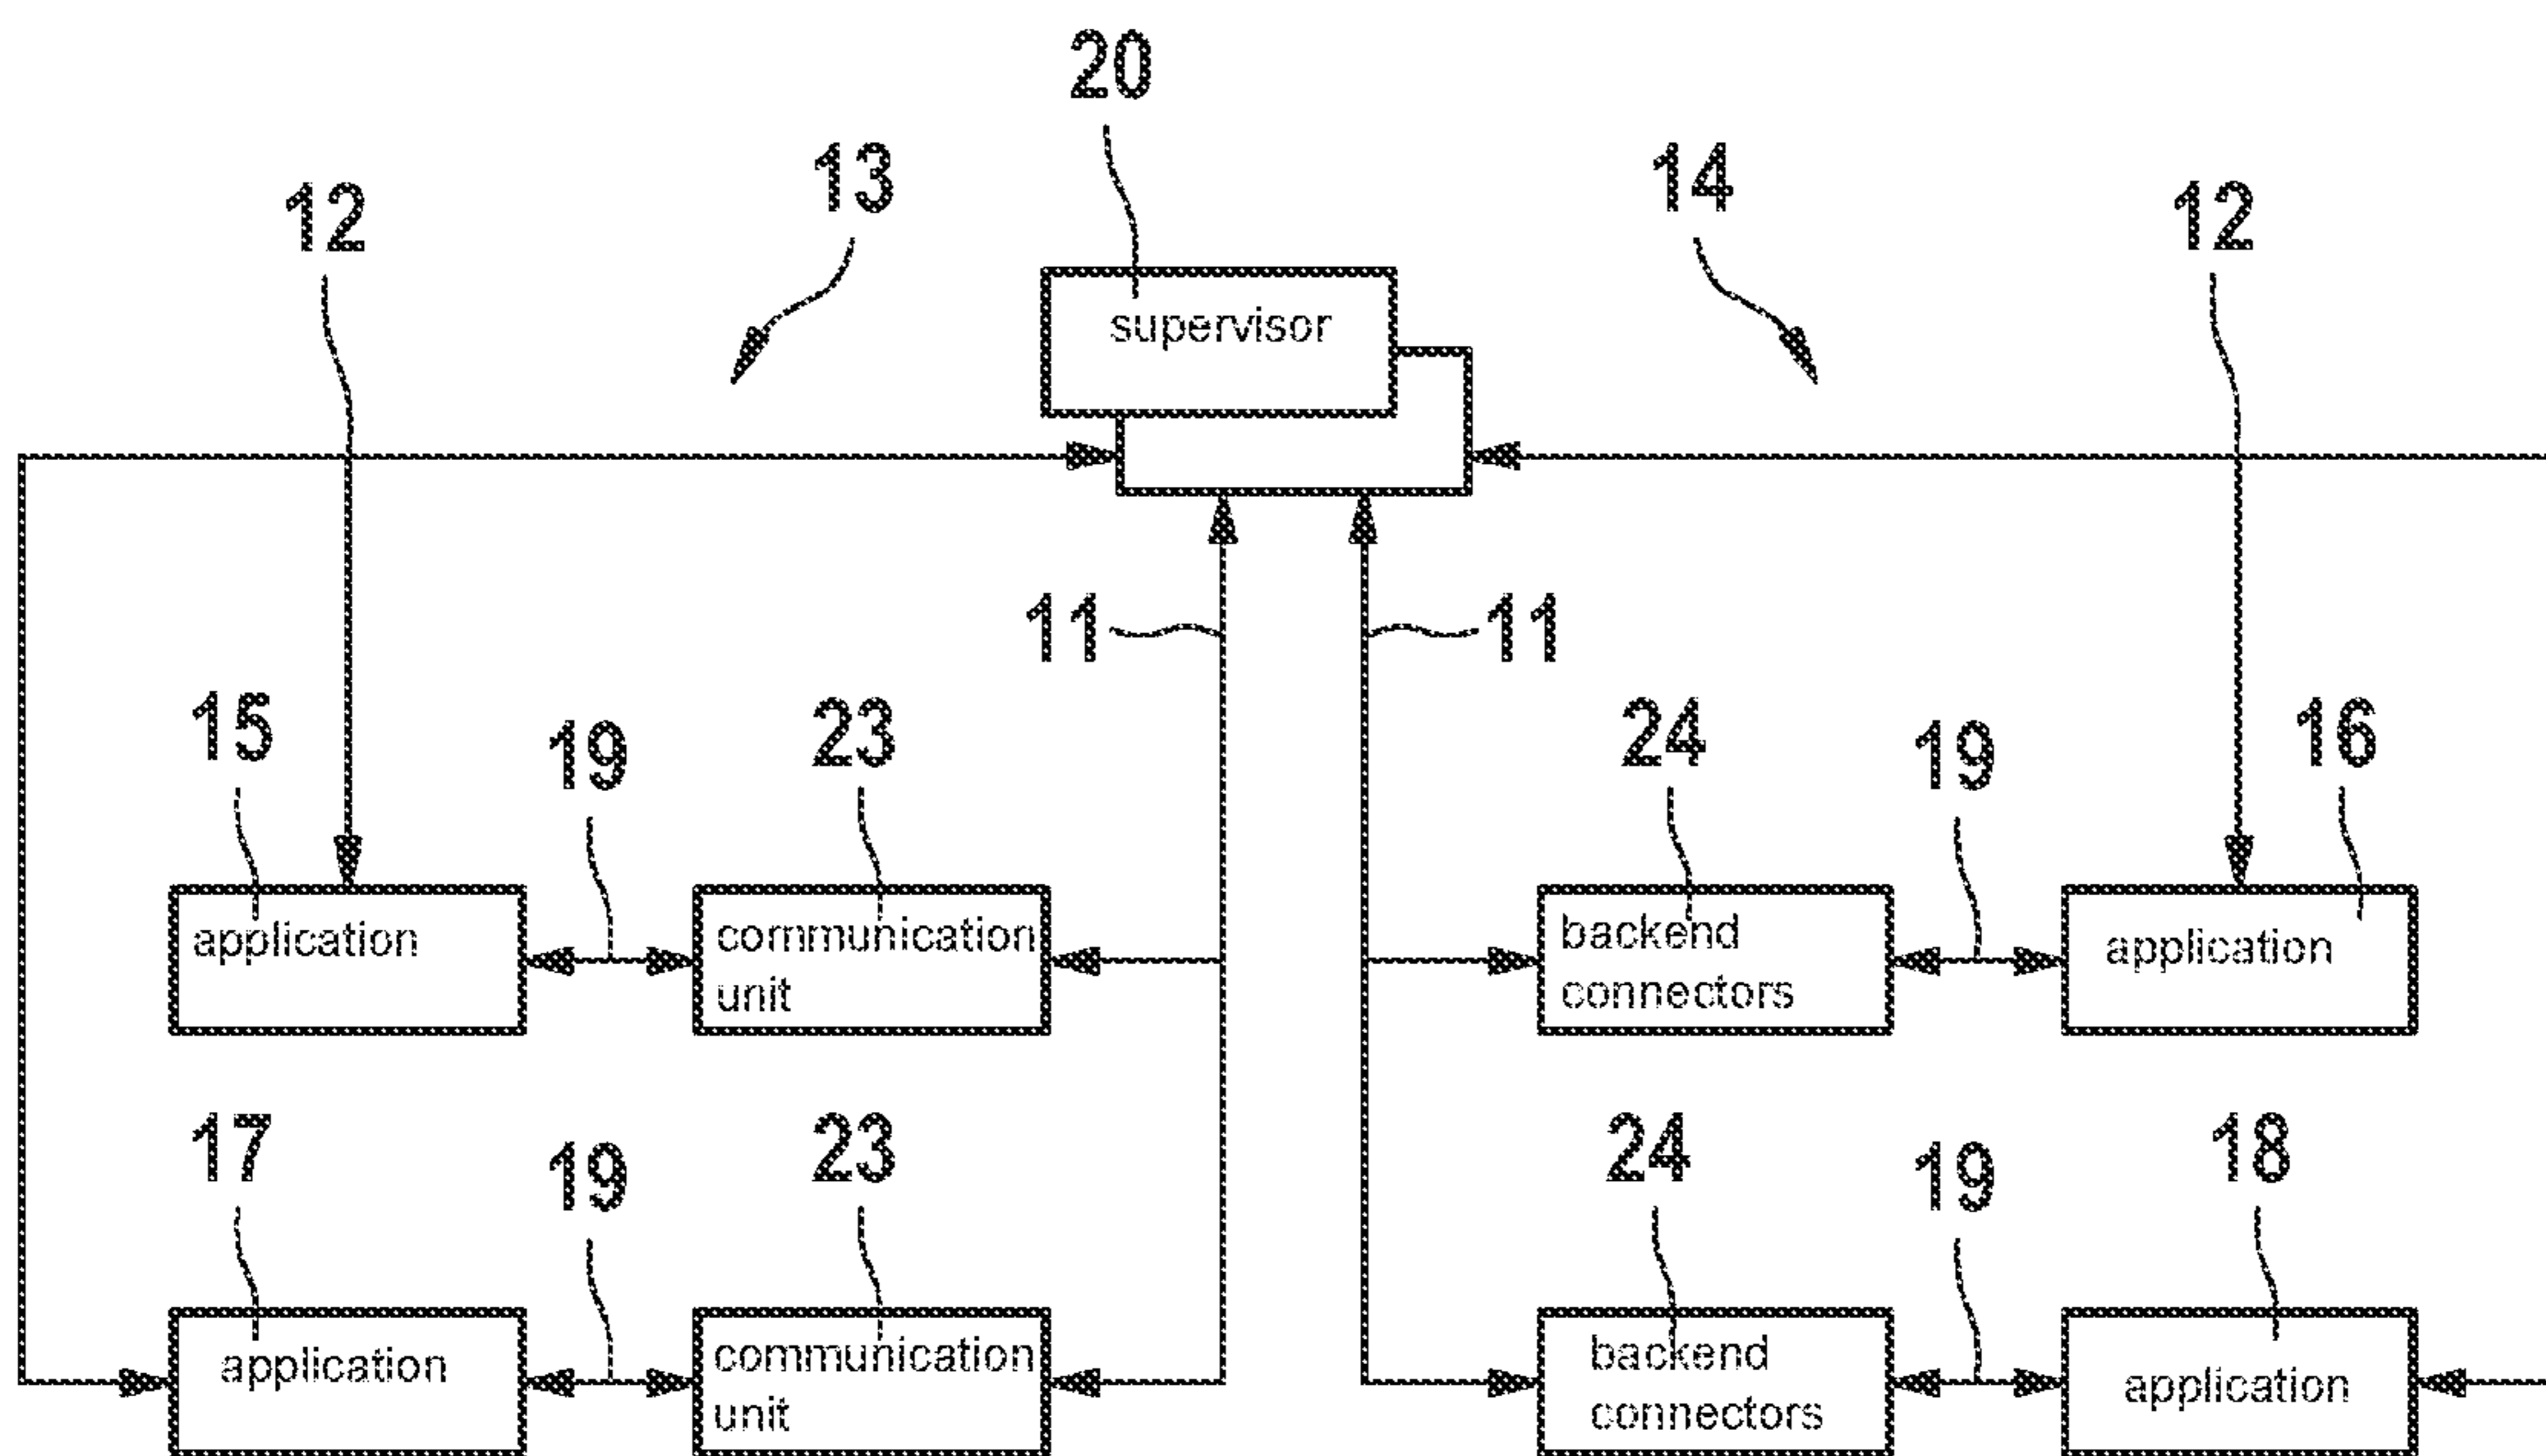 20
13
14
12
12
supervisor
11
11
15
19
23
24
19
16
application
communication
unit
backend
connectors
application
17
19
23
24
19
18
application
communication
unit
backend
connectors
application